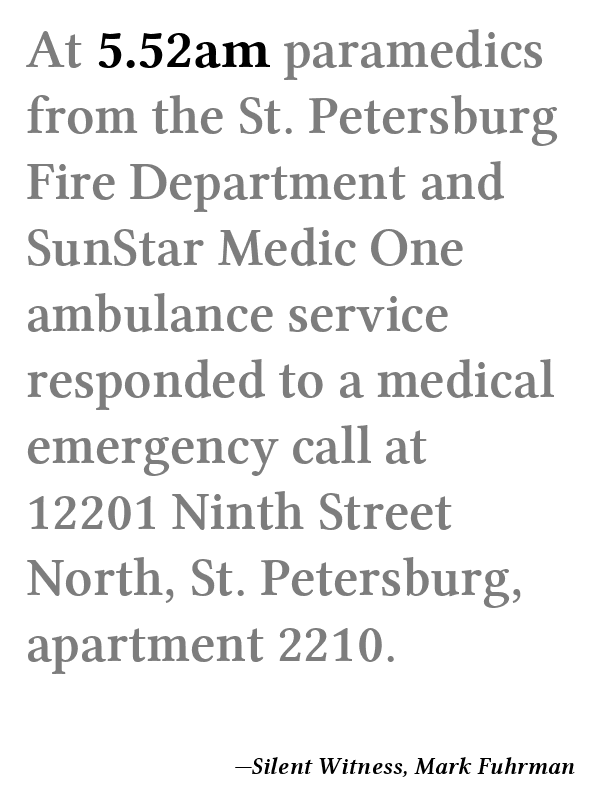 At 5.52am paramedics
from the St. Petersburg
Fire Department and
SunStar Medic One
ambulance service
responded to a medical
emergency call at
12201 Ninth Street
North, St. Petersburg,
apartment 2210.
—Silent Witness, Mark Fuhrman